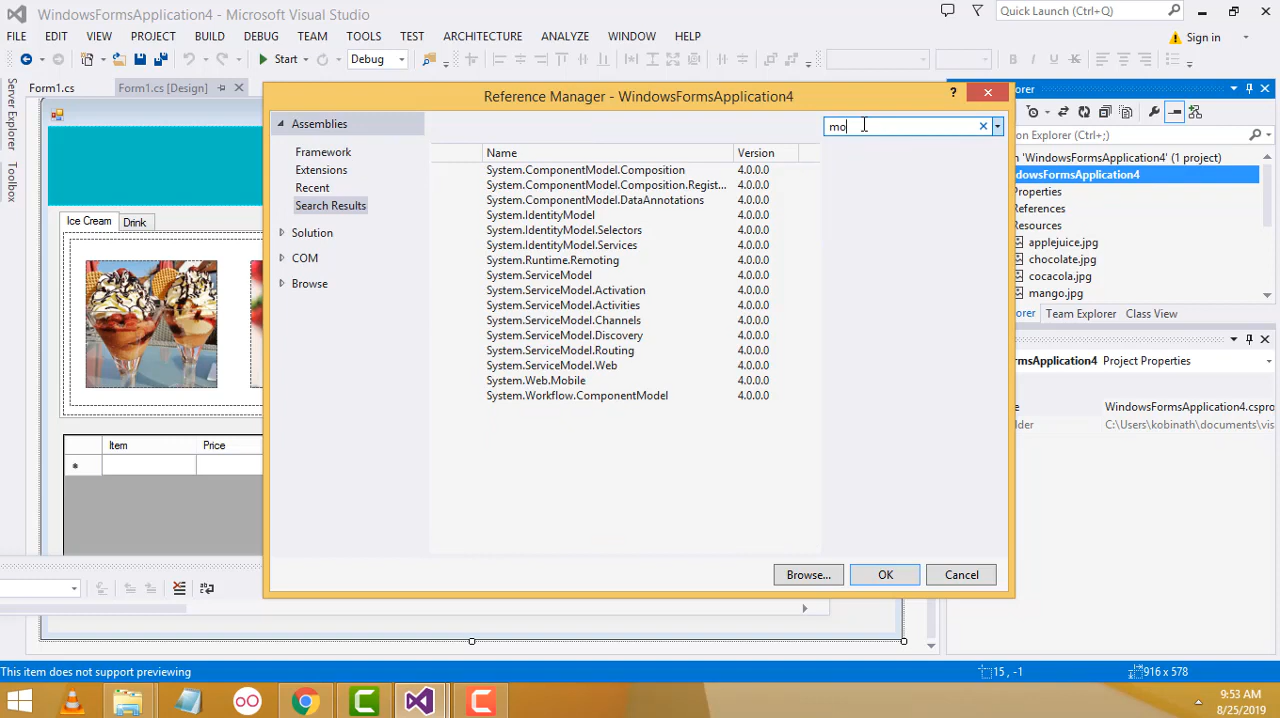 WindowsFormsApplication4 - Microsoft Visual Studio
Quick Launch (Ctrl+Q)
FILE EDIT VIEW PROJECT BUILD DEBUG TEAM TOOLS TEST ARCHITECTURE ANALYZE WINDOW HELP
Sign in
Start
Debug
Form1.cs
Form1.cs [Design]
Server Explorer
Toolbox
Ice Cream
Drink
Item
Price
Reference Manager - WindowsFormsApplication4
?
Assemblies
Framework
Extensions
Recent
Search Results
Solution
COM
Browse
mo
Name Version
System.ComponentModel.Composition 4.0.0.0
System.ComponentModel.Composition.Regist... 4.0.0.0
System.ComponentModel.DataAnnotations 4.0.0.0
System.IdentityModel 4.0.0.0
System.IdentityModel.Selectors 4.0.0.0
System.IdentityModel.Services 4.0.0.0
System.Runtime.Remoting 4.0.0.0
System.ServiceModel 4.0.0.0
System.ServiceModel.Activation 4.0.0.0
System.ServiceModel.Activities 4.0.0.0
System.ServiceModel.Channels 4.0.0.0
System.ServiceModel.Discovery 4.0.0.0
System.ServiceModel.Routing 4.0.0.0
System.ServiceModel.Web 4.0.0.0
System.Web.Mobile 4.0.0.0
System.Workflow.ComponentModel 4.0.0.0
Browse... OK Cancel
orer
n Explorer (Ctrl+;)
n 'WindowsFormsApplication4' (1 project)
dowsFormsApplication4
Properties
References
Resources
applejuice.jpg
chocolate.jpg
cocacola.jpg
mango.jpg
orer Team Explorer Class View
rmsApplication4 Project Properties
e WindowsFormsApplication4.cspro
lder C:\Users\kobinath\documents\vis
This item does not support previewing
15 , -1
916 x 578
9:53 AM
8/25/2019